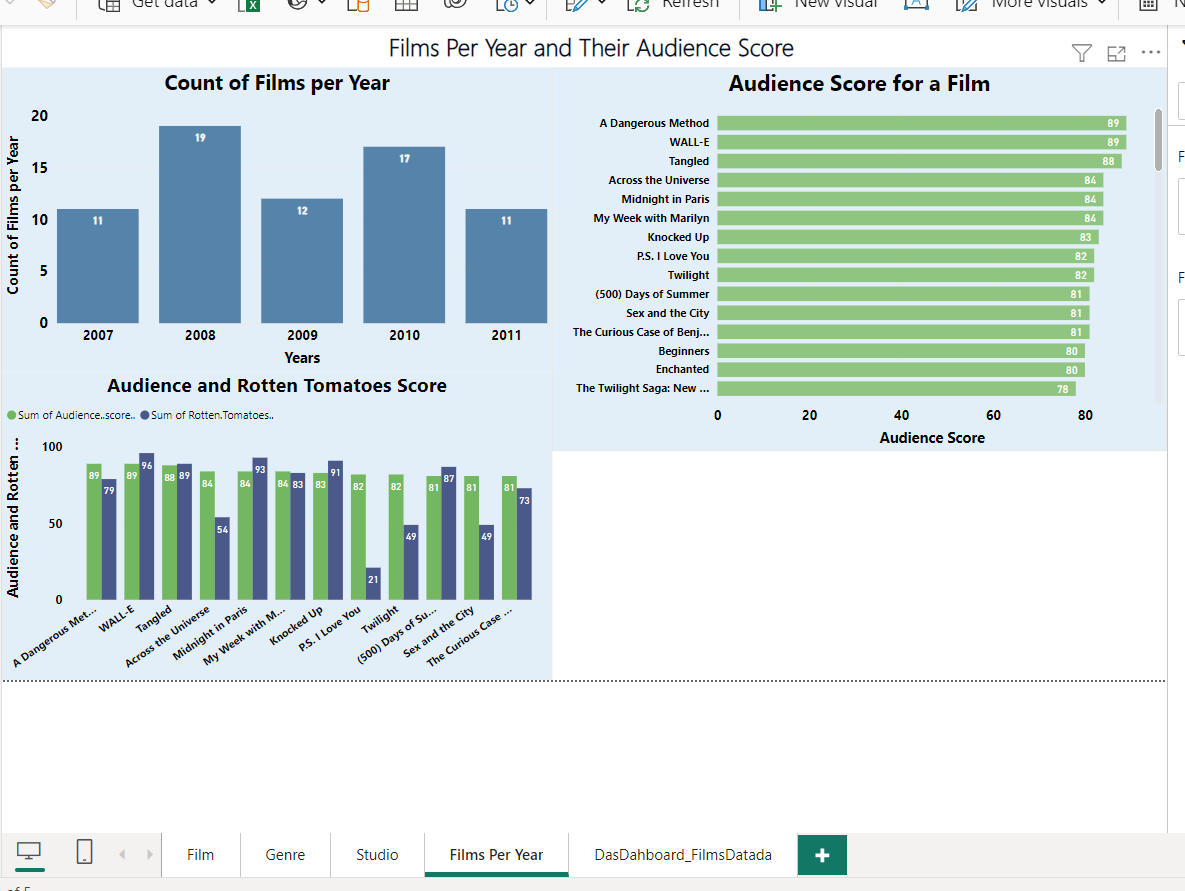 Get data
Refresh
New visual
More visuals
Films Per Year and Their Audience Score
Count of Films per Year
Count of Films per Year
20
15
10
5
0
11
19
12
17
11
2007 2008 2009 2010 2011
Years
Audience Score for a Film
A Dangerous Method 89
WALL-E 89
Tangled 88
Across the Universe 84
Midnight in Paris 84
My Week with Marilyn 84
Knocked Up 83
P.S. I Love You 82
Twilight 82
(500) Days of Summer 81
Sex and the City 81
The Curious Case of Benj... 81
Beginners 80
Enchanted 80
The Twilight Saga: New ... 78
0 20 40 60 80
Audience Score
Audience and Rotten Tomatoes Score
Sum of Audience..score.. Sum of Rotten.Tomatoes..
Audience and Rotten ...
100
50
0
89 79 89 96 88 89 84 54 84 93 84 83 83 91 82 21 82 49 81 87 81 49 81 73
A Dangerous Met...
WALL-E
Tangled
Across the Universe
Midnight in Paris
My Week with M...
Knocked Up
P.S. I Love You
Twilight
(500) Days of Su...
Sex and the City
The Curious Case ...
Film Genre Studio Films Per Year DasDahboard_FilmsDatada